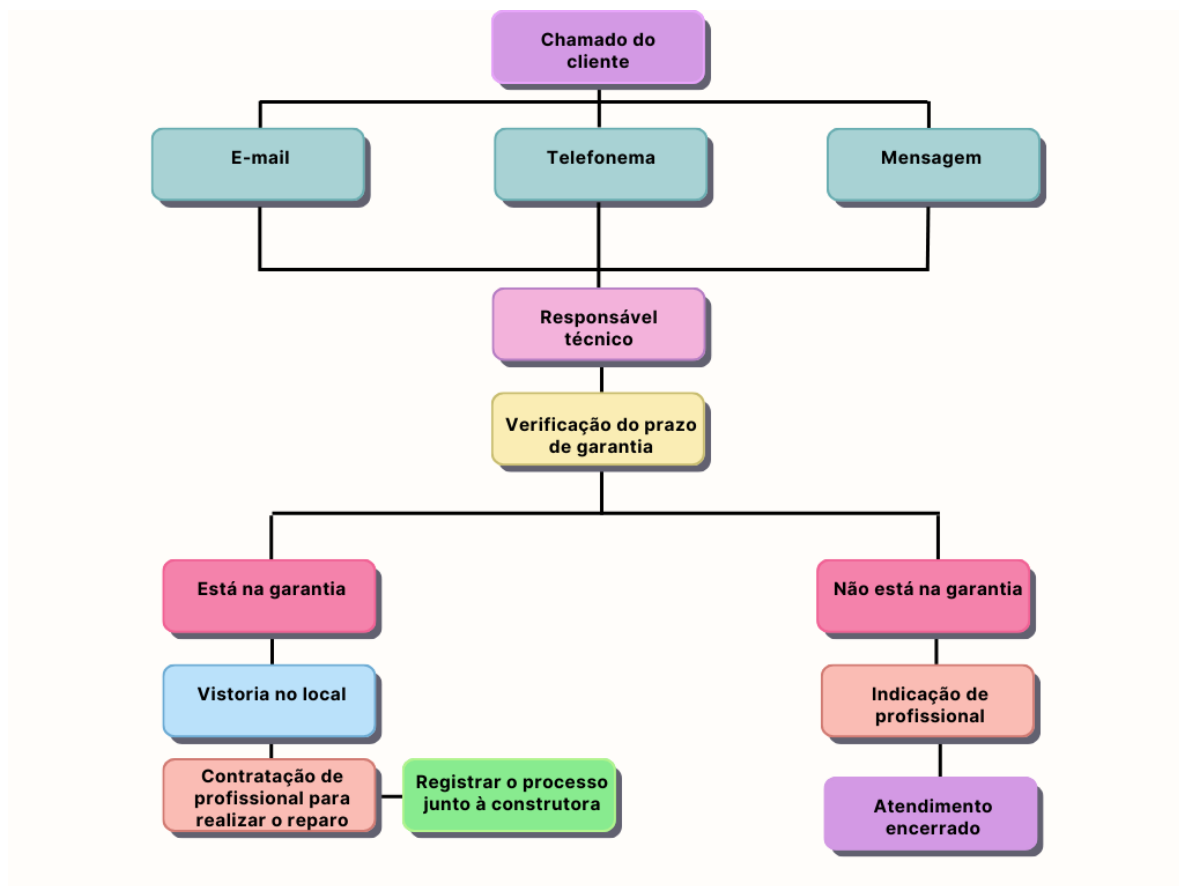 Chamado do
cliente
E-mail
Telefonema
Mensagem
Responsável
técnico
Verificação do prazo
de garantia
Está na garantia
Não está na garantia
Vistoria no local
Indicação de
profissional
Contratação de
profissional para
realizar o reparo
Registrar o processo
junto à construtora
Atendimento
encerrado